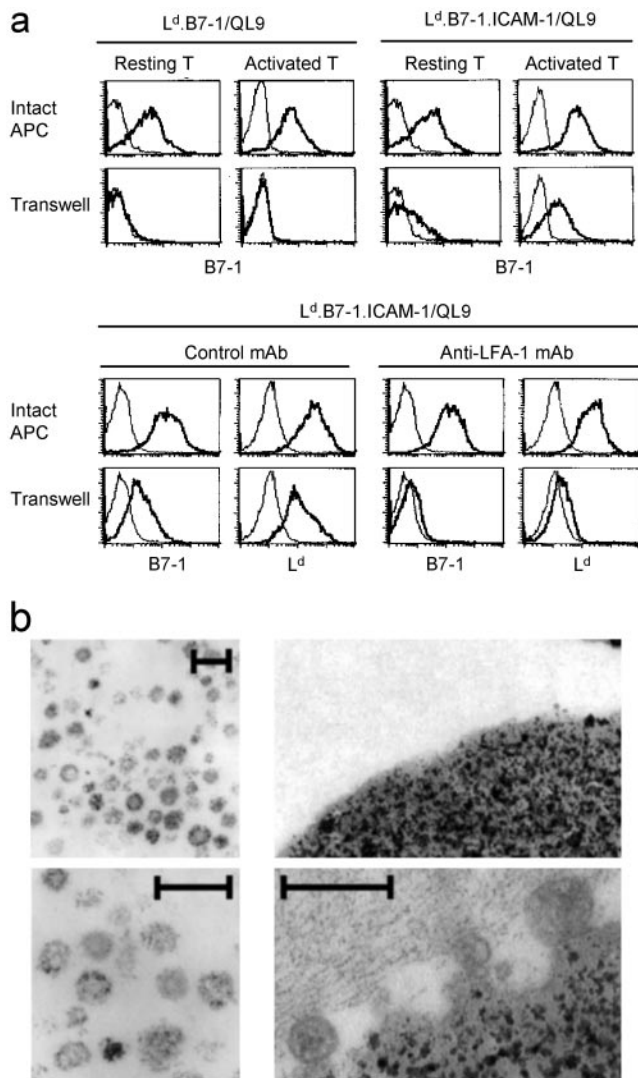 a
Lᵈ.B7-1/QL9 Lᵈ.B7-1.ICAM-1/QL9
Resting T Activated T Resting T Activated T
Intact
APC
Transwell
B7-1 B7-1
Lᵈ.B7-1.ICAM-1/QL9
Control mAb Anti-LFA-1 mAb
Intact
APC
Transwell
B7-1 Lᵈ B7-1 Lᵈ
b